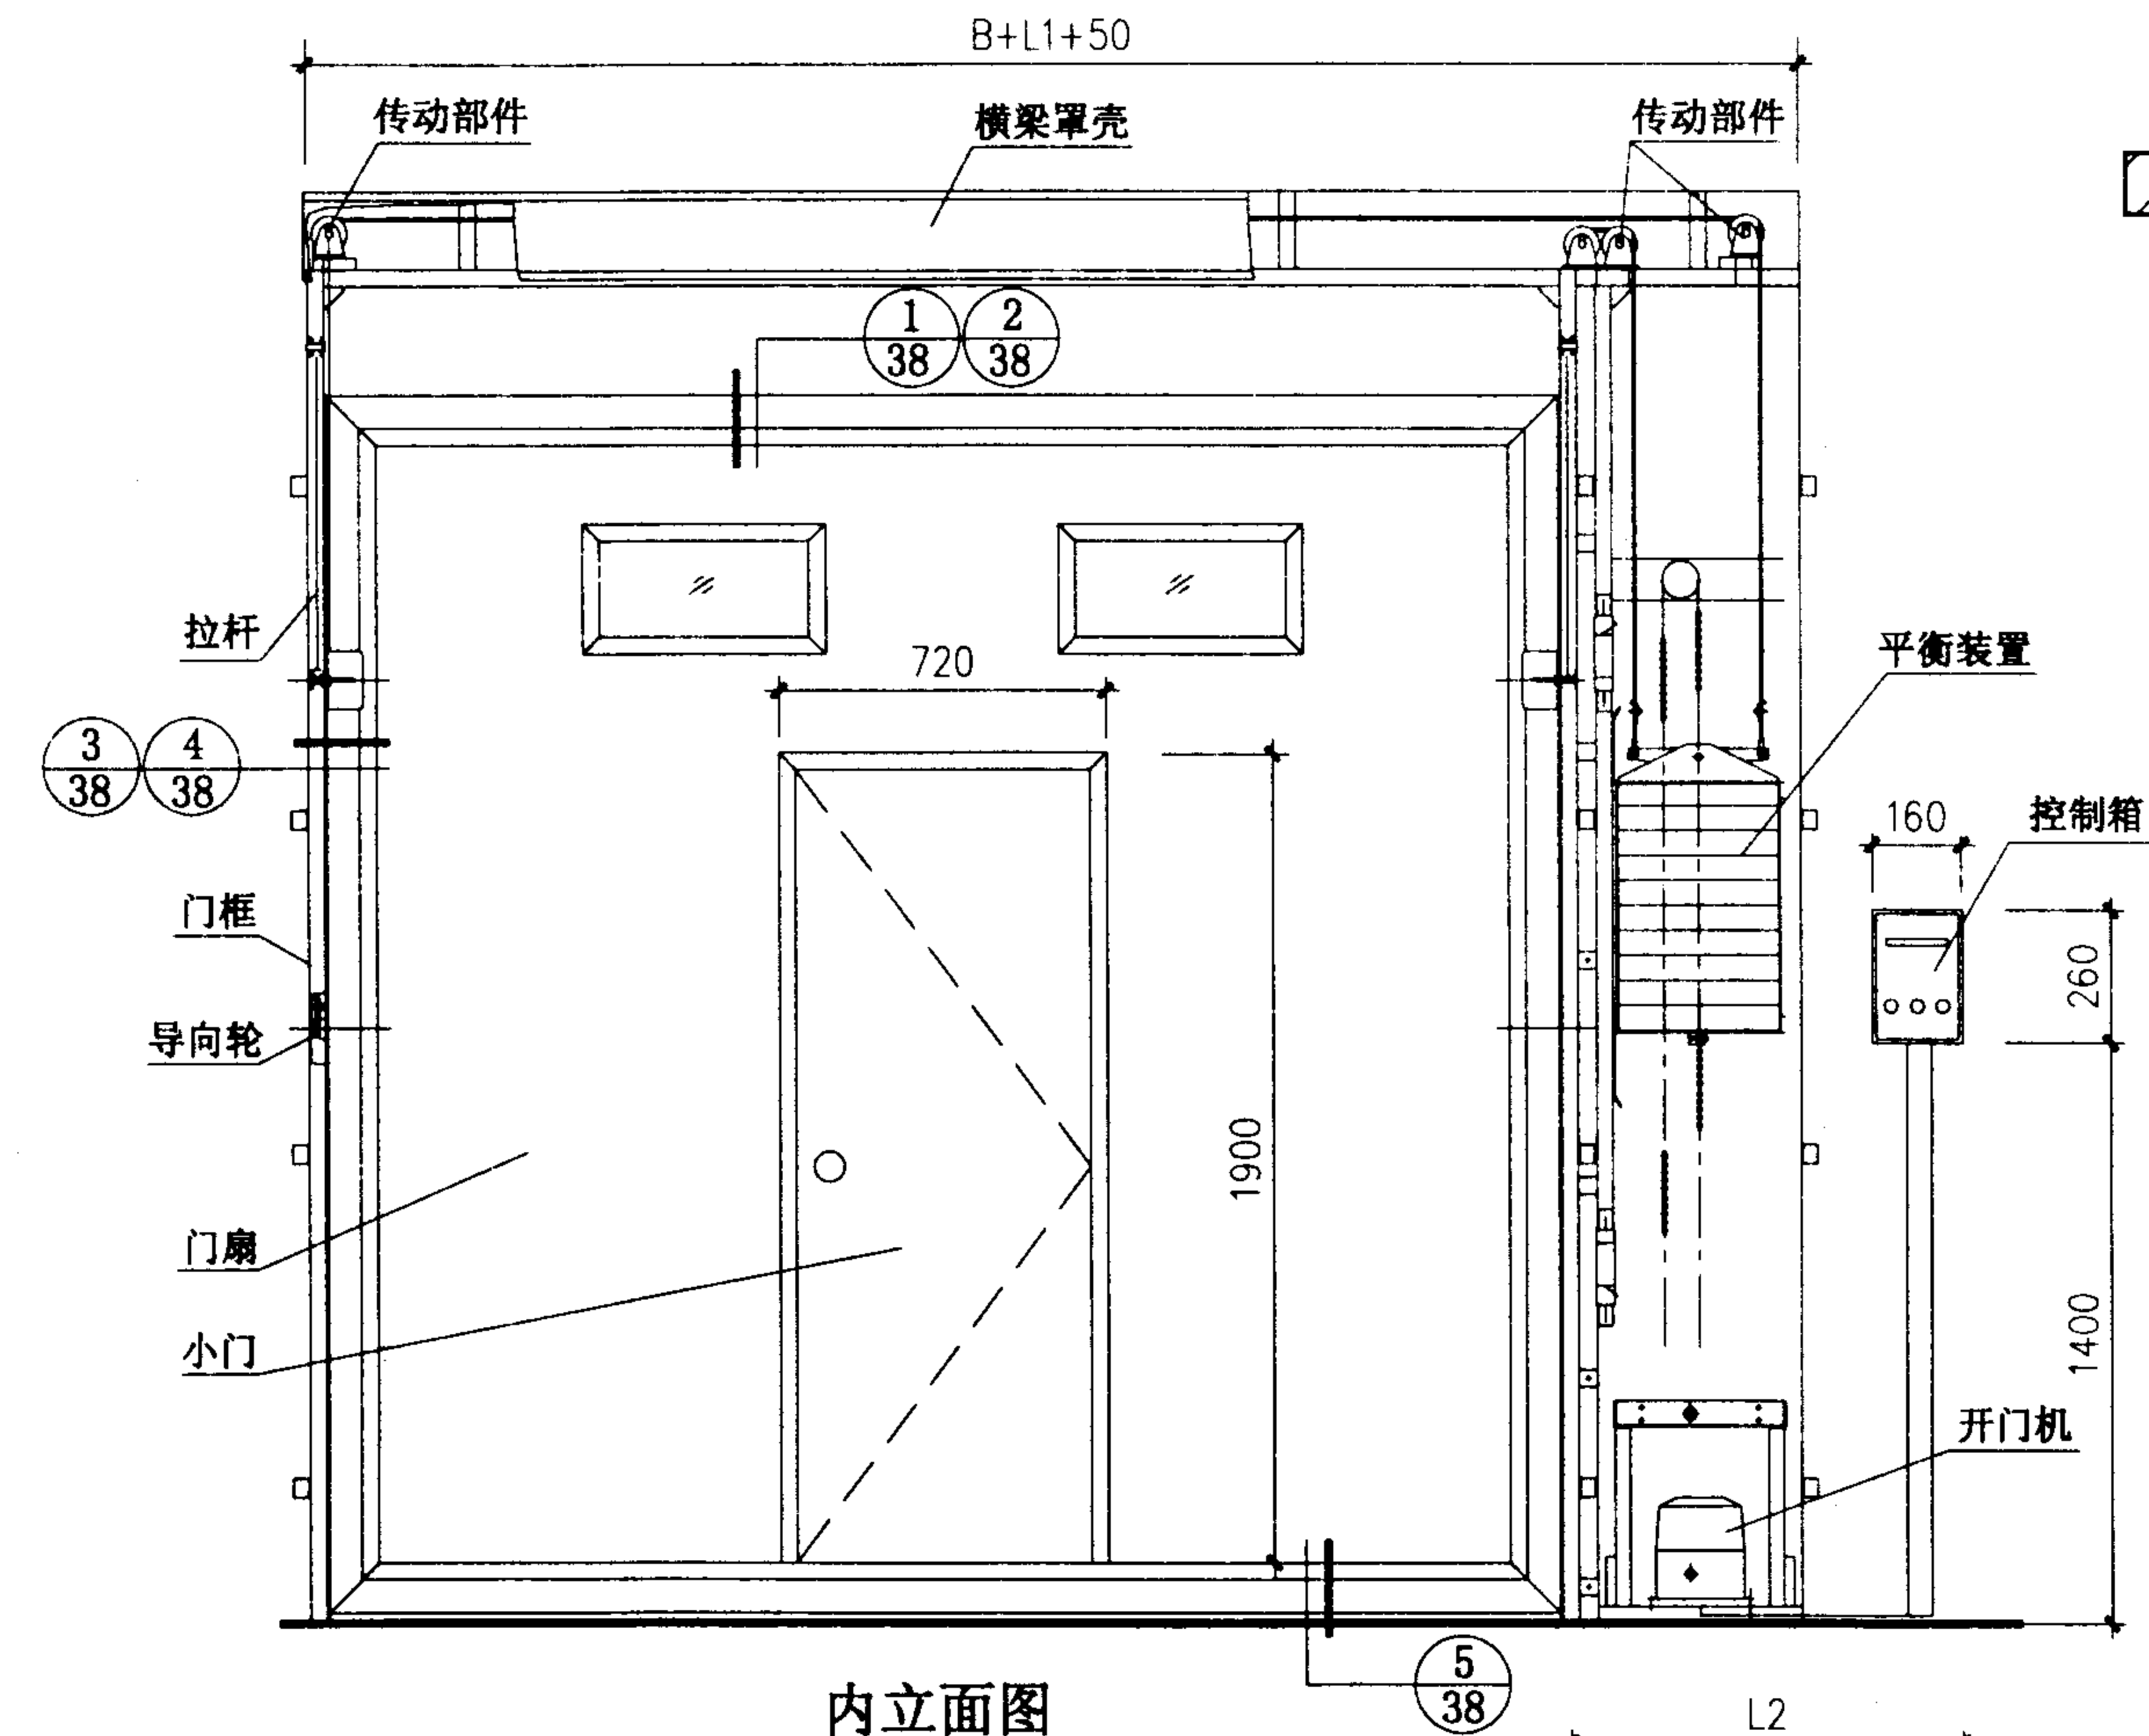 B+L1+50
传动部件
横梁罩壳
传动部件
1
38
2
38
拉杆
720
平衡装置
3
38
4
38
160
控制箱
门框
260
导向轮
1900
门扇
1400
小门
开门机
5
38
内立面图
L2